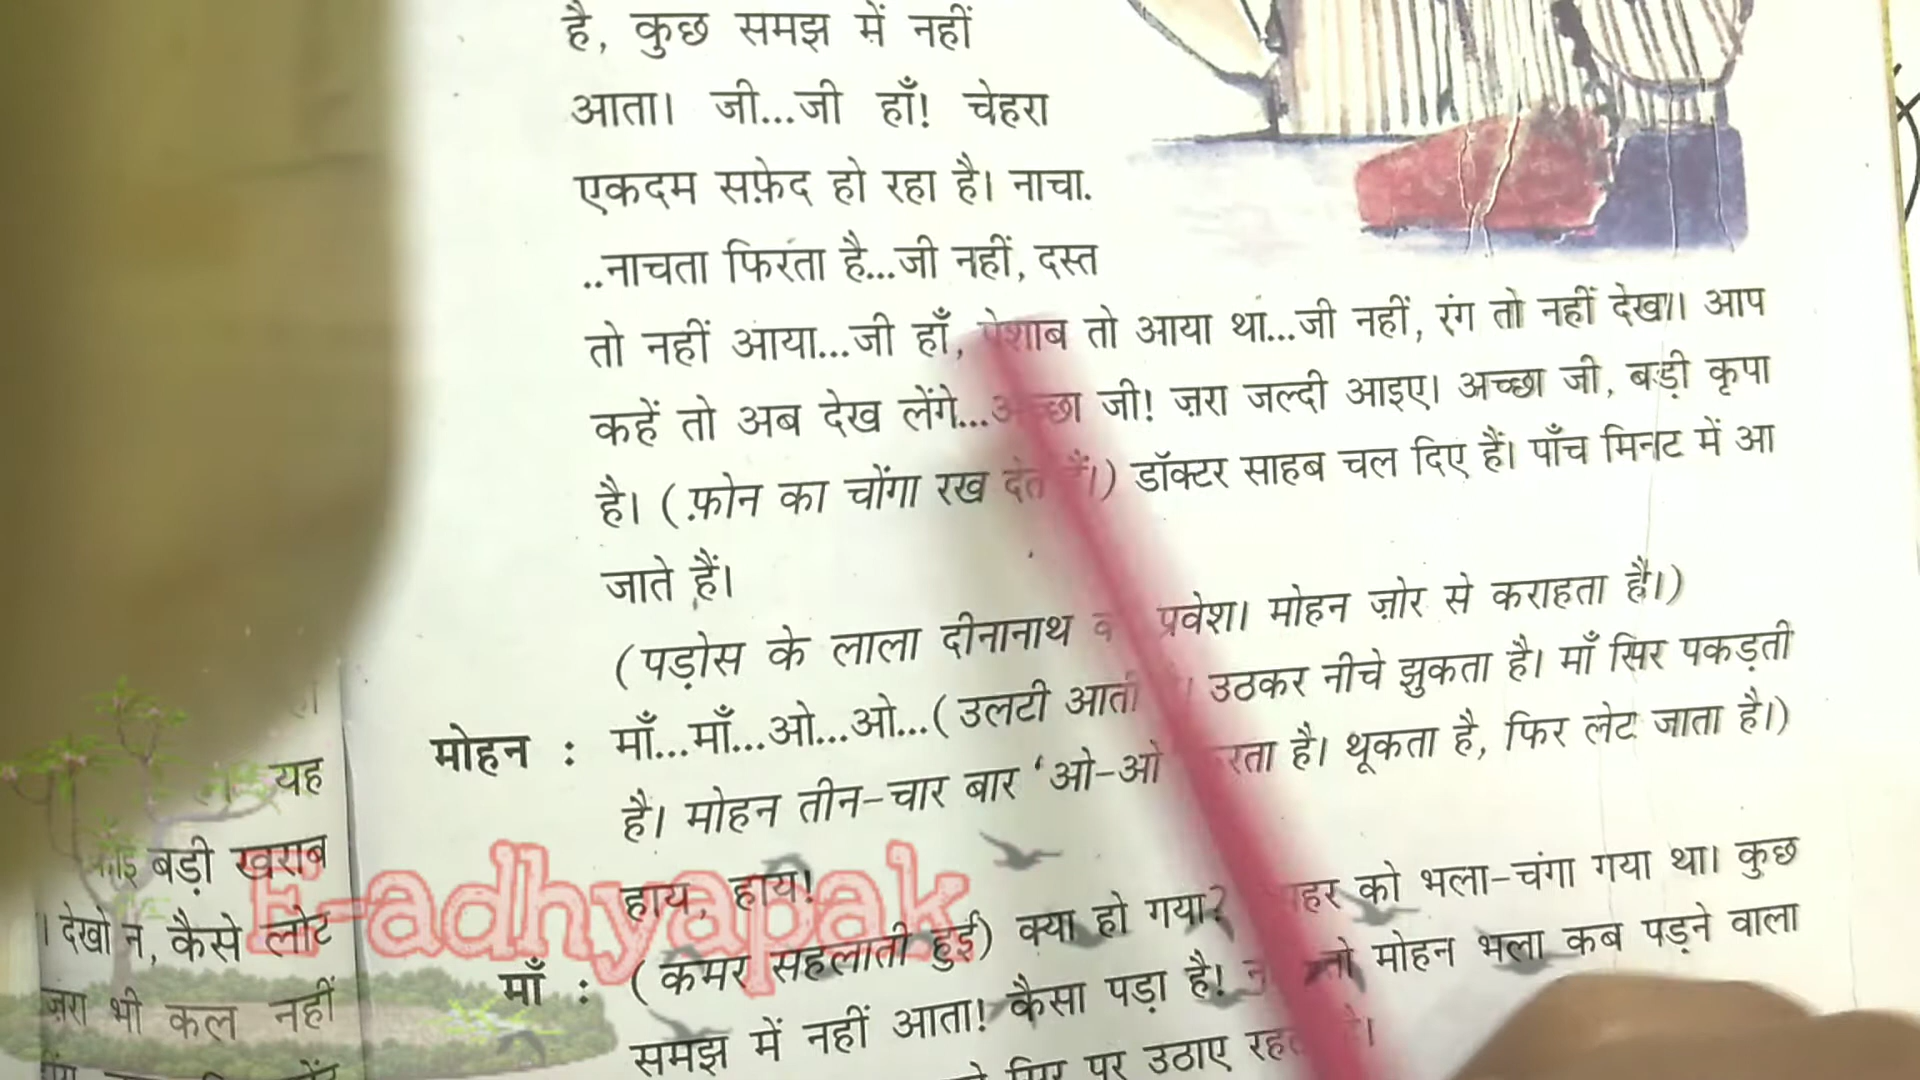 है, कुछ समझ में नहीं
आता। जी...जी हाँ! चेहरा
एकदम सफ़ेद हो रहा है। नाचा.
..नाचता फिरता है...जी नहीं, दस्त
तो नहीं आया...जी हाँ, पेशाब तो आया था...जी नहीं, रंग तो नहीं देखा। आप
कहें तो अब देख लेंगे...अच्छा जी! ज़रा जल्दी आइए। अच्छा जी, बड़ी कृपा
है। (फ़ोन का चोंगा रख देते हैं।) डॉक्टर साहब चल दिए हैं। पाँच मिनट में आ
जाते हैं।
(पड़ोस के लाला दीनानाथ प्रवेश। मोहन ज़ोर से कराहता है।)
मोहन : माँ...माँ...ओ...ओ...(उलटी आती उठकर नीचे झुकता है। माँ सिर पकड़ती
है। मोहन तीन-चार बार 'ओ-ओ है। थूकता है, फिर लेट जाता है।)
हाय, हाय!
माँ : (कमर सहलाती हुई) क्या हो गया? को भला-चंगा गया था। कुछ
समझ में नहीं आता! कैसा पड़ा है! तो मोहन भला कब पड़ने वाला
सिर पर उठाए
यह
बड़ी खराब
। देखो न, कैसे लोट
ज़रा भी कल नहीं
E-adhyapak